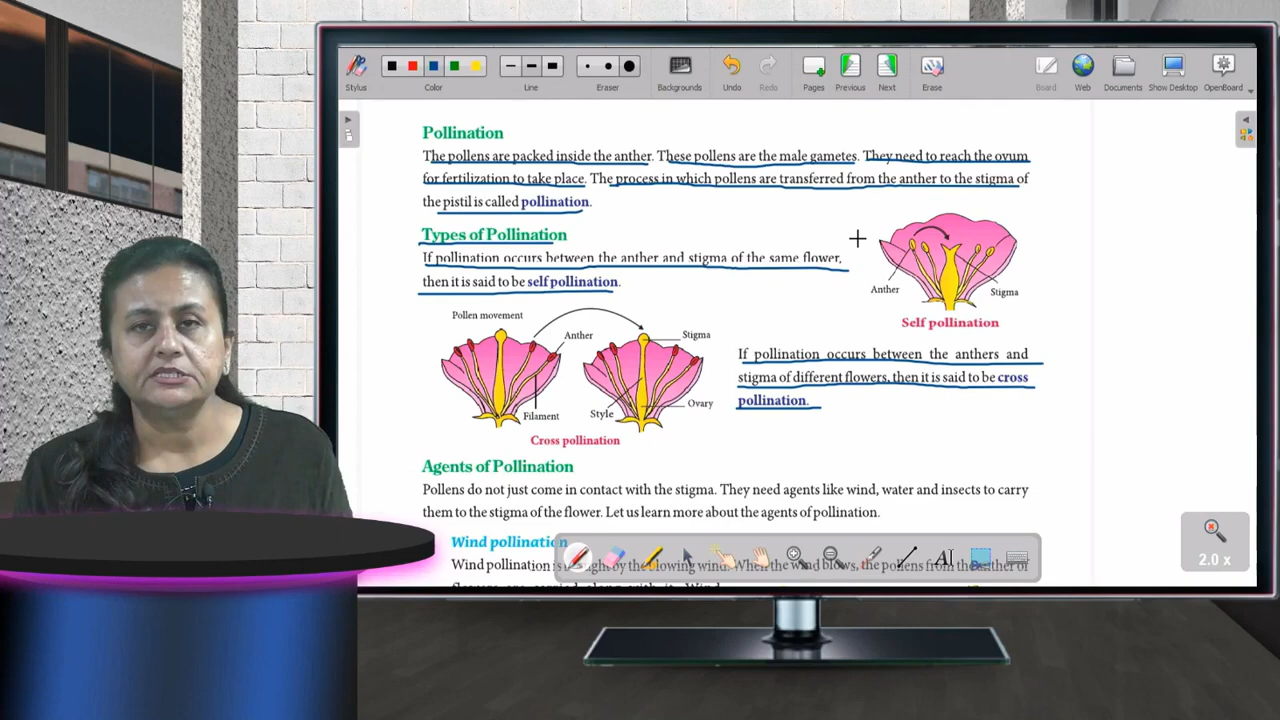 Stylus Color Line Eraser Backgrounds Undo Redo Pages Previous Next Erase Board Web Documents Show Desktop OpenBoard
Pollination
The pollens are packed inside the anther. These pollens are the male gametes. They need to reach the ovum
for fertilization to take place. The process in which pollens are transferred from the anther to the stigma of
the pistil is called pollination.
Types of Pollination
If pollination occurs between the anther and stigma of the same flower,
then it is said to be self pollination.
Anther
Stigma
Self pollination
Pollen movement
Anther
Stigma
Filament
Style
Ovary
Cross pollination
If pollination occurs between the anthers and
stigma of different flowers, then it is said to be cross
pollination.
Agents of Pollination
Pollens do not just come in contact with the stigma. They need agents like wind, water and insects to carry
them to the stigma of the flower. Let us learn more about the agents of pollination.
Wind pollination
Wind pollination by the blowing wind. When the wind blows, the pollens from the
AI
2.0 x